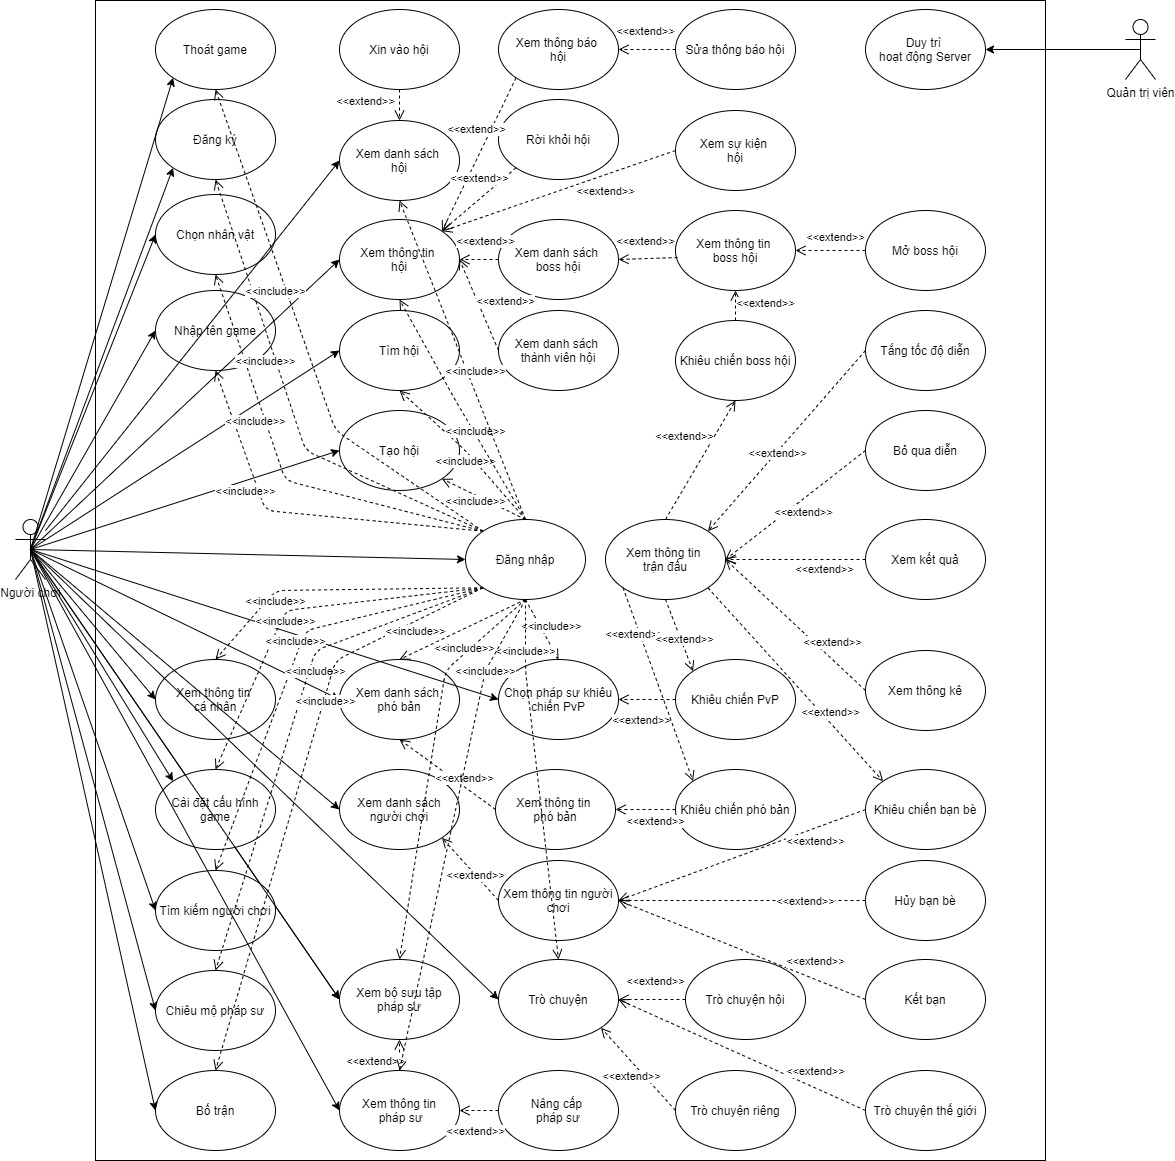 Thoát game
Xin vào hội
Xem thông báo
hội
<<extend>>
Sửa thông báo hội
Duy trì
hoạt động Server
Quản trị viên
<<extend>>
Đăng ký
Xem danh sách
hội
<<extend>>
Rời khỏi hội
Xem sự kiện
hội
<<extend>>
<<extend>>
Chọn nhân vật
Xem thông tin
hội
<<extend>>
Xem danh sách
boss hội
<<extend>>
Xem thông tin
boss hội
<<extend>>
Mở boss hội
<<include>>
<<extend>>
<<extend>>
Nhập tên game
Tìm hội
Xem danh sách
thành viên hội
Khiêu chiến boss hội
Tắng tốc độ diễn
<<include>>
<<include>>
<<include>>
<<include>>
<<extend>>
Tạo hội
<<extend>>
Bỏ qua diễn
<<include>>
<<include>>
<<include>>
<<extend>>
Người chơi
Đăng nhập
Xem thông tin
trận đấu
<<extend>>
Xem kết quả
<<include>>
<<include>>
<<include>>
<<include>>
<<extend>>
<<extend>>
<<extend>>
<<include>>
<<include>>
<<include>>
<<include>>
<<include>>
<<include>>
Xem thông tin
cá nhân
Xem danh sách
phó bản
Chọn pháp sư khiêu
chiến PvP
<<extend>>
Khiêu chiến PvP
<<extend>>
Xem thống kê
Cài đặt cấu hình
game
Xem danh sách
người chơi
<<extend>>
Xem thông tin
phó bản
<<extend>>
Khiêu chiến phó bản
Khiêu chiến bạn bè
<<extend>>
<<extend>>
Tìm kiếm người chơi
Xem thông tin người
chơi
<<extend>>
Hủy bạn bè
<<extend>>
Chiêu mộ pháp sư
Xem bộ sưu tập
pháp sư
Trò chuyện
<<extend>>
Trò chuyện hội
Kết bạn
<<extend>>
<<extend>>
<<extend>>
Bố trận
Xem thông tin
pháp sư
<<extend>>
Nâng cấp
pháp sư
Trò chuyện riêng
Trò chuyện thế giới